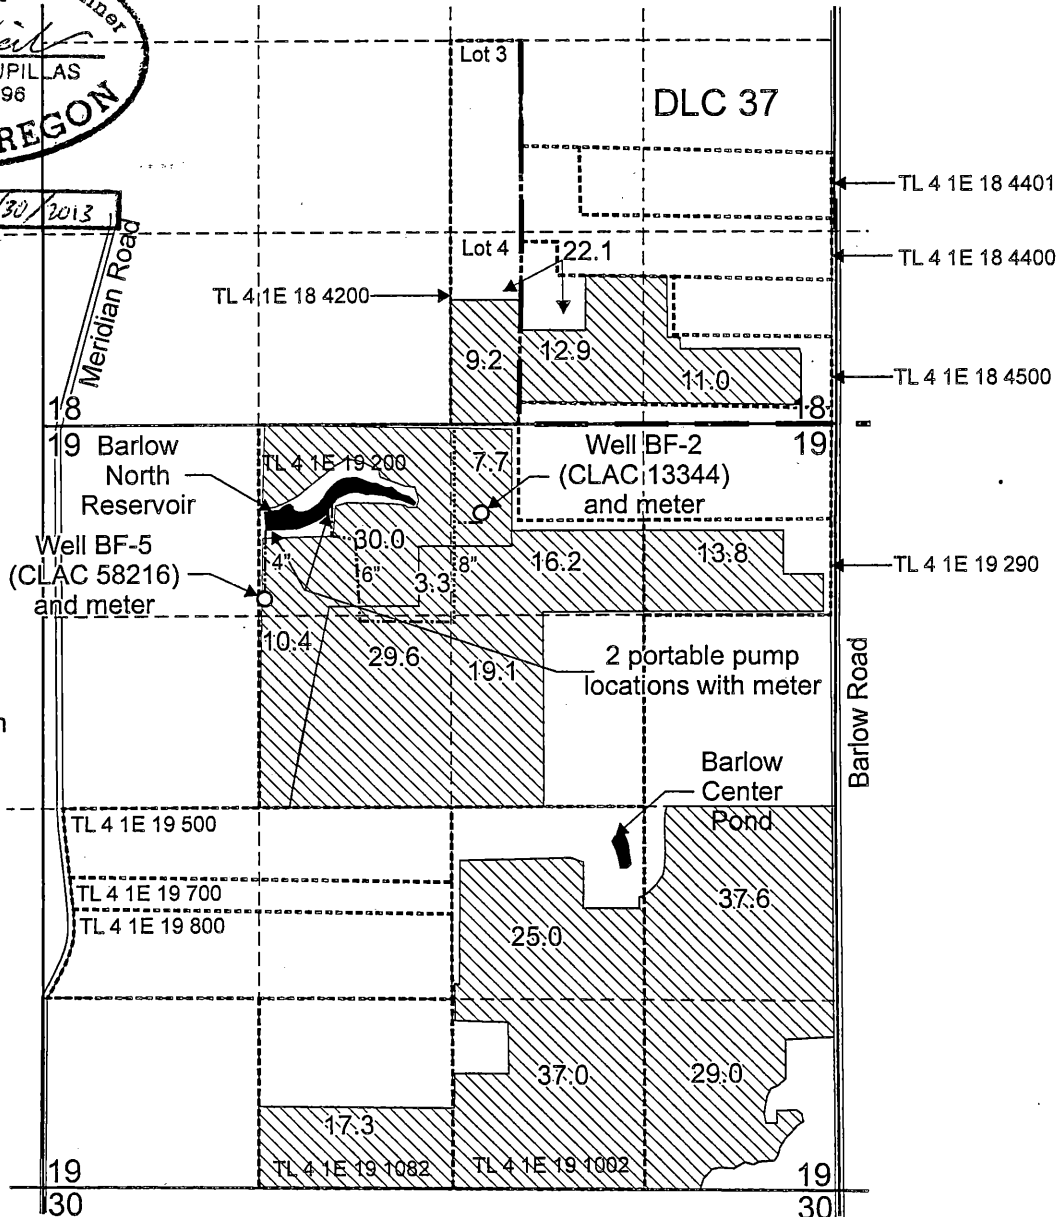 Lot 3
UPILLAS
96
REGON
DLC 37
TL 4 1E 18 4401
30/2013
Lot 4
22.1
TL 4 1E 18 4400
TL 4 1E 18 4200
Meridian Road
9.2
12.9
11.0
TL 4 1E 18 4500
18
18
19
19
Barlow
North
Reservoir
TL 4 1E 19 200
7.7
Well BF-2
(CLAC 13344)
and meter
Well BF-5
(CLAC 58216)
and meter
4"
30.0
6"
3.3
8"
16.2
13.8
TL 4 1E 19 290
10.4
29.6
19.1
2 portable pump
locations with meter
Barlow Road
Barlow
Center
Pond
TL 4 1E 19 500
TL 4 1E 19 700
TL 4 1E 19 800
37.6
25.0
37.0
29.0
17.3
TL 4 1E 19 1082
TL 4 1E 19 1002
19
19
30
30